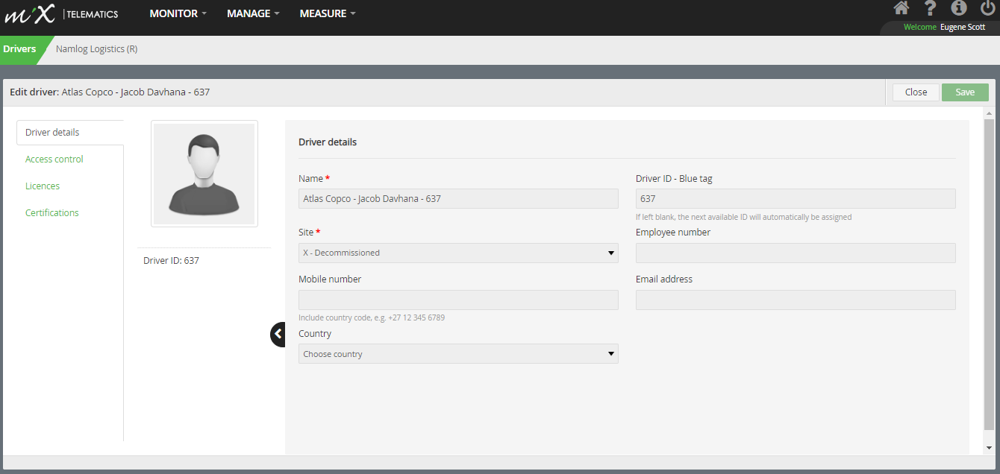 m'X TELEMATICS MONITOR MANAGE MEASURE
Welcome Eugene Scott
Drivers Namlog Logistics (R)
Edit driver: Atlas Copco - Jacob Davhana - 637 Close Save
Driver details
Access control
Licences
Certifications
Driver ID: 637
Driver details
Name * Driver ID - Blue tag
Atlas Copco - Jacob Davhana - 637 637
If left blank, the next available ID will automatically be assigned
Site * Employee number
X - Decommissioned
Mobile number Email address
Include country code, e.g. +27 12 345 6789
Country
Choose country